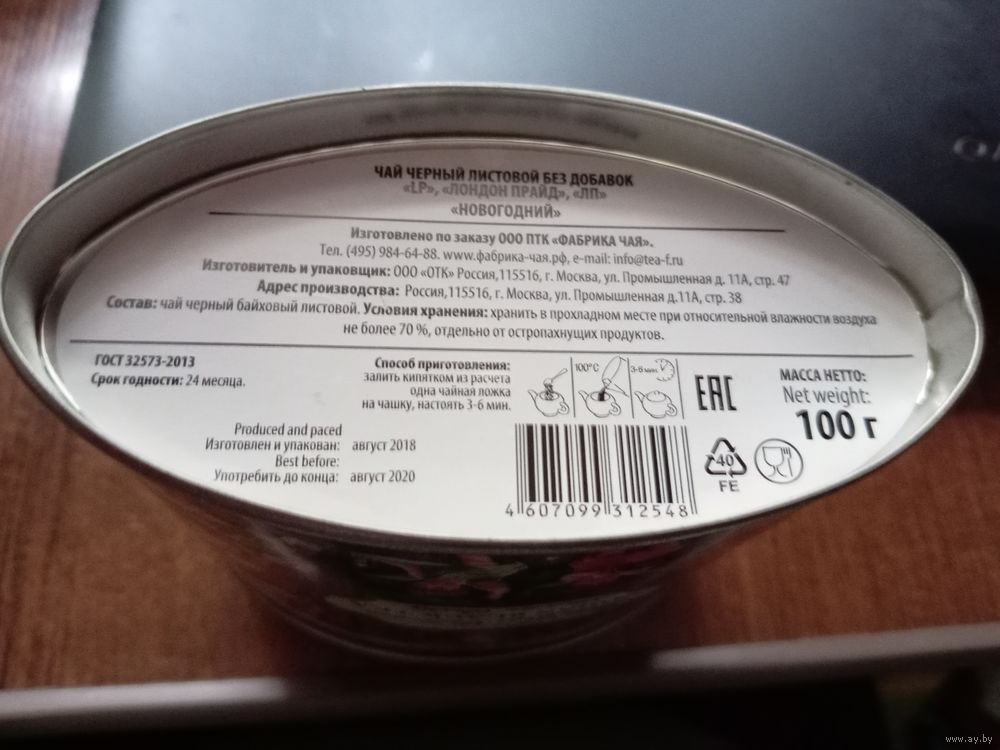 ЧАЙ ЧЕРНЫЙ ЛИСТОВОЙ БЕЗ ДОБАВОК
«LP», «ЛОНДОН ПРАЙД», «ЛП»
«НОВОГОДНИЙ»
Изготовлено по заказу ООО ПТК «ФАБРИКА ЧАЯ».
Тел. (495) 984-64-88. www.фабрика-чая.рф, e-mail: info@tea-f.ru
Изготовитель и упаковщик: ООО «ОТК» Россия,115516, г. Москва, ул. Промышленная д. 11А, стр. 47
Адрес производства: Россия,115516, г. Москва, ул. Промышленная д.11А, стр. 38
Состав: чай черный байховый листовой. Условия хранения: хранить в прохладном месте при относительной влажности воздуха
не более 70 %, отдельно от остропахнущих продуктов.
ГОСТ 32573-2013
Срок годности: 24 месяца.
Способ приготовления:
залить кипятком из расчета
одна чайная ложка
на чашку, настоять 3-6 мин.
100°C
3-6 мин.
EAC
МАССА НЕТТО:
Net weight:
100 г
Produced and paced
Изготовлен и упакован: август 2018
Best before:
Употребить до конца: август 2020
4 607099 312548
40
FE
www.ay.by